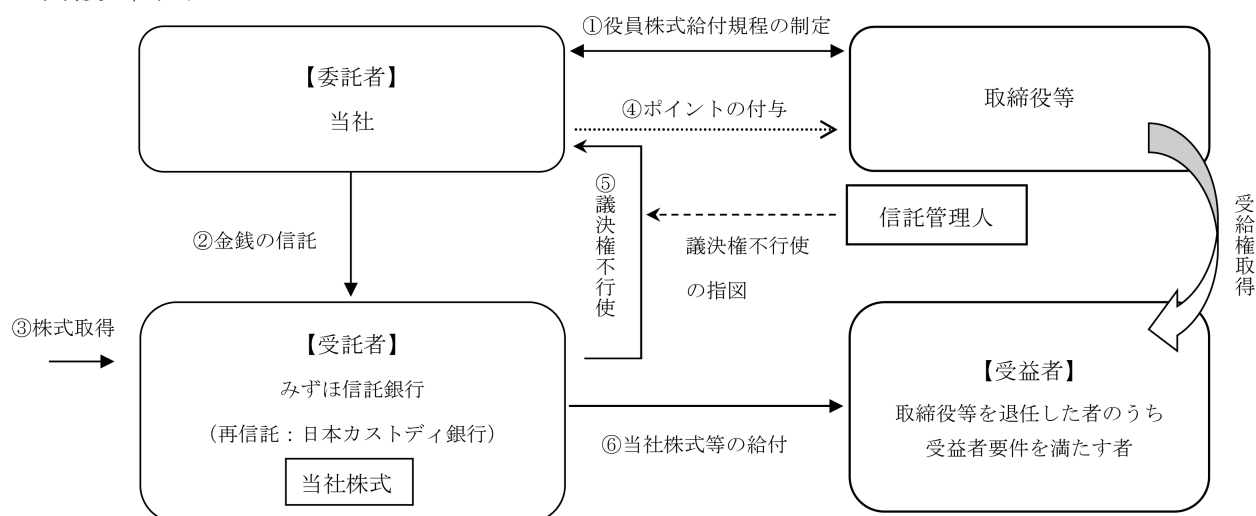 ①役員株式給付規程の制定
【委託者】
当社
取締役等
④ポイントの付与
⑤議決権不行使
信託管理人
議決権不行使
の指図
受給権取得
②金銭の信託
③株式取得
【受託者】
みずほ信託銀行
（再信託：日本カストディ銀行）
当社株式
⑥当社株式等の給付
【受益者】
取締役等を退任した者のうち
受益者要件を満たす者